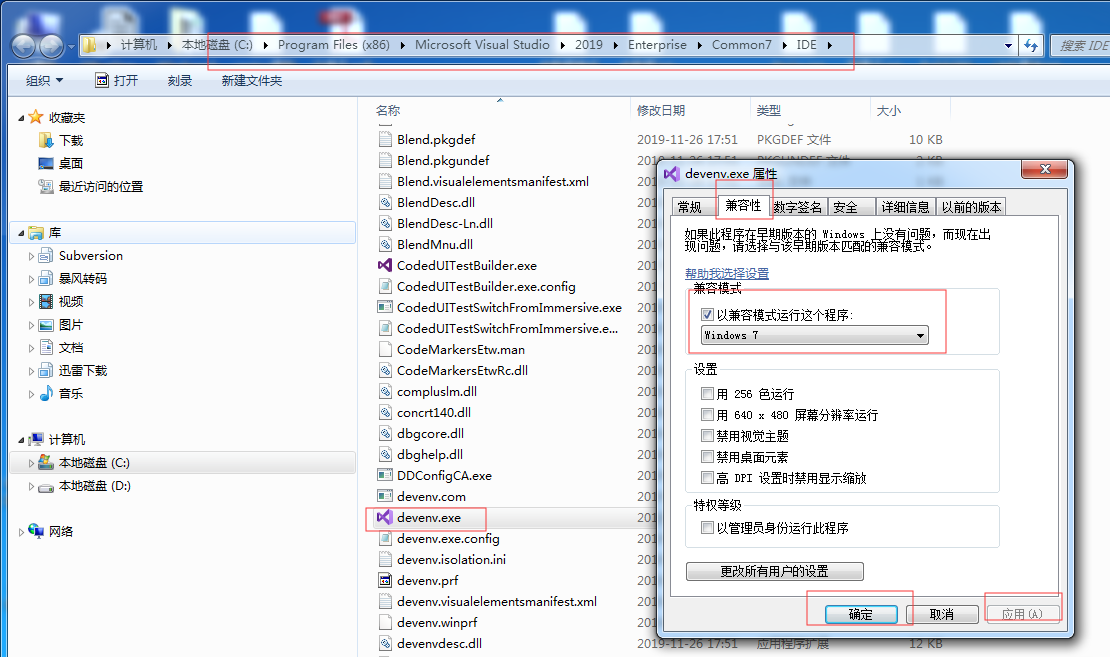 计算机 本地磁盘 (C:) Program Files (x86) Microsoft Visual Studio 2019 Enterprise Common7 IDE 搜索 IDE
组织 打开 刻录 新建文件夹
收藏夹
下载
桌面
最近访问的位置
库
Subversion
暴风转码
视频
图片
文档
迅雷下载
音乐
计算机
本地磁盘 (C:)
本地磁盘 (D:)
网络
名称 修改日期 类型 大小
Blend.pkgdef 2019-11-26 17:51 PKGDEF 文件 10 KB
Blend.pkgundef 2019-11-26 17:51 PKGUNDEF 文件
Blend.visualelementsmanifest.xml
BlendDesc.dll
BlendDesc-Ln.dll
BlendMnu.dll
CodedUITestBuilder.exe
CodedUITestBuilder.exe.config
CodedUITestSwitchFromImmersive.exe
CodedUITestSwitchFromImmersive.e...
CodeMarkersEtw.man
CodeMarkersEtwRc.dll
compluslm.dll
concrt140.dll
dbgcore.dll
dbghelp.dll
DDConfigCA.exe
devenv.com
devenv.exe
devenv.exe.config
devenv.isolation.ini
devenv.prf
devenv.visualelementsmanifest.xml
devenv.winprf
devenvdesc.dll 2019-11-26 17:51 应用程序扩展 12 KB
devenv.exe 属性
常规 兼容性 数字签名 安全 详细信息 以前的版本
如果此程序在早期版本的 Windows 上没有问题，而现在出
现问题，请选择与该早期版本匹配的兼容模式。
帮助我选择设置
兼容模式
以兼容模式运行这个程序:
Windows 7
设置
用 256 色运行
用 640 x 480 屏幕分辨率运行
禁用视觉主题
禁用桌面元素
高 DPI 设置时禁用显示缩放
特权等级
以管理员身份运行此程序
更改所有用户的设置
确定 取消 应用(A)